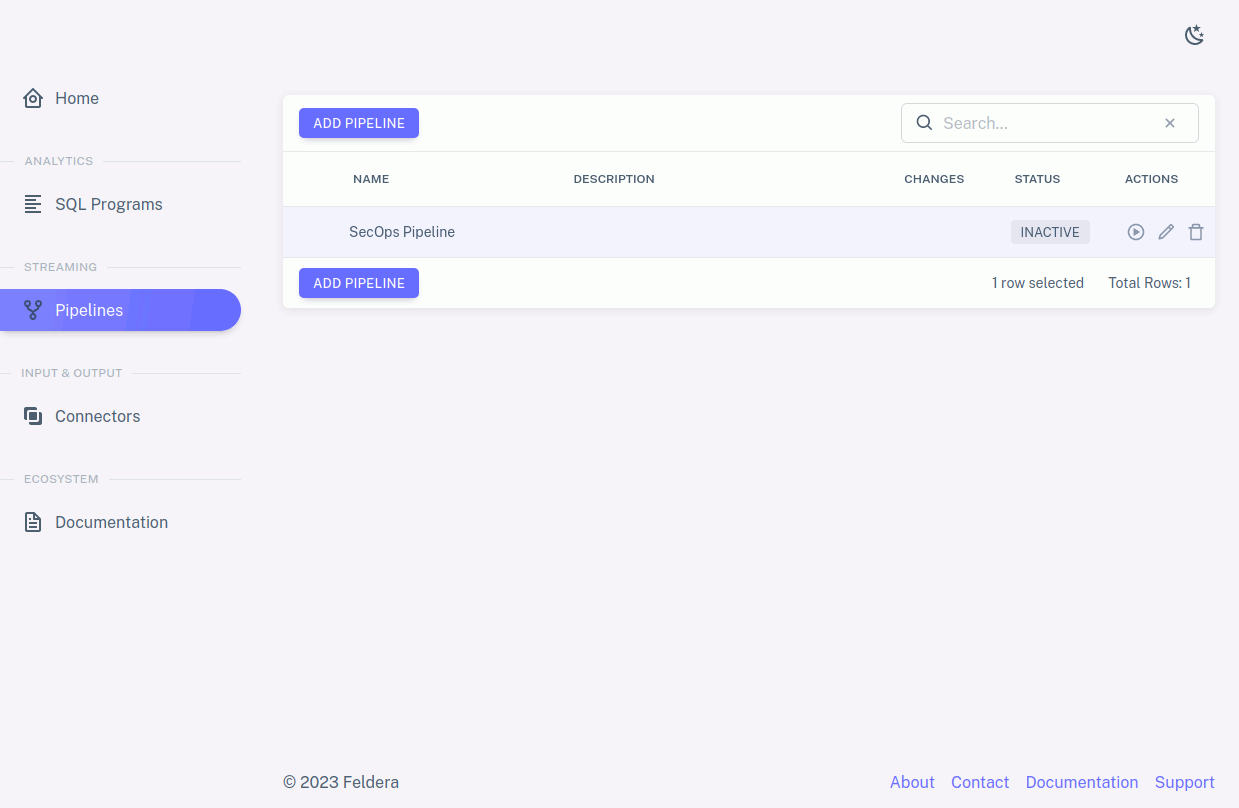 Home
ANALYTICS
SQL Programs
STREAMING
Pipelines
INPUT & OUTPUT
Connectors
ECOSYSTEM
Documentation
ADD PIPELINE
Search...
NAME DESCRIPTION CHANGES STATUS ACTIONS
SecOps Pipeline INACTIVE
ADD PIPELINE 1 row selected Total Rows: 1
© 2023 Feldera About Contact Documentation Support